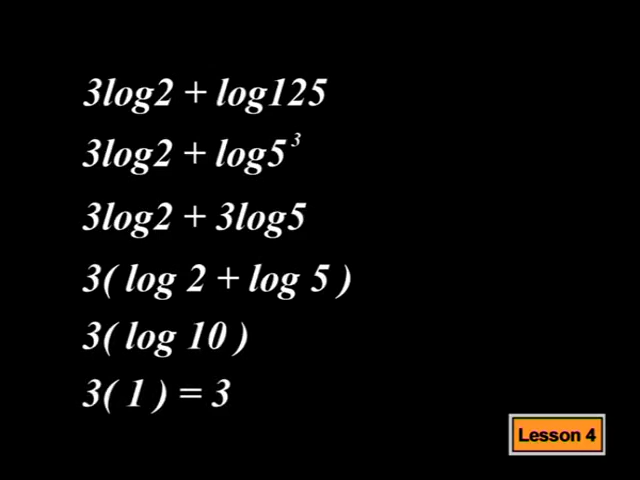 3log2 + log125
3log2 + log5³
3log2 + 3log5
3( log 2 + log 5 )
3( log 10 )
3( 1 ) = 3
Lesson 4